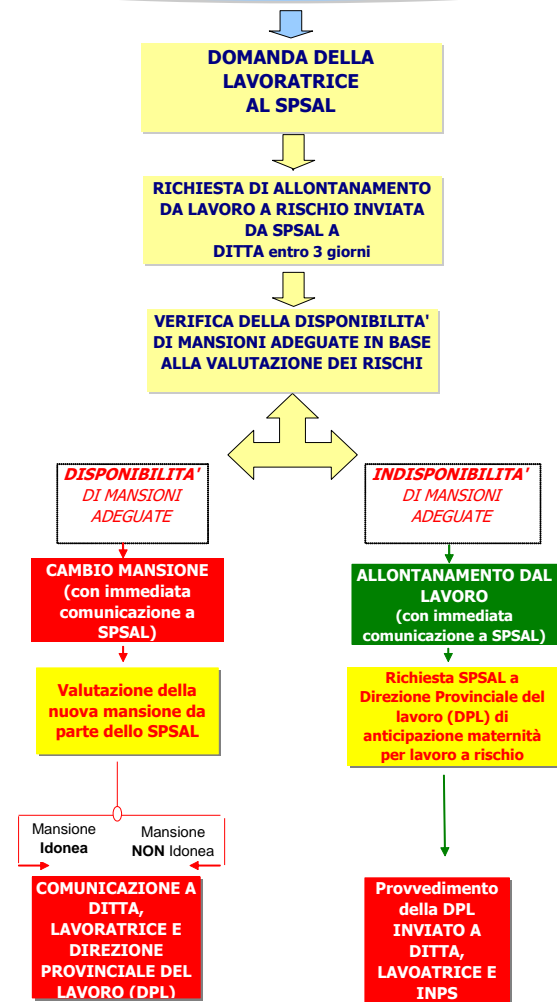 DOMANDA DELLA
LAVORATRICE
AL SPSAL
RICHIESTA DI ALLONTANAMENTO
DA LAVORO A RISCHIO INVIATA
DA SPSAL A
DITTA entro 3 giorni
VERIFICA DELLA DISPONIBILITA'
DI MANSIONI ADEGUATE IN BASE
ALLA VALUTAZIONE DEI RISCHI
DISPONIBILITA'
DI MANSIONI
ADEGUATE
CAMBIO MANSIONE
(con immediata
comunicazione a
SPSAL)
Valutazione della
nuova mansione da
parte dello SPSAL
Mansione
Idonea
Mansione
NON Idonea
COMUNICAZIONE A
DITTA,
LAVORATRICE E
DIREZIONE
PROVINCIALE DEL
LAVORO (DPL)
INDISPONIBILITA'
DI MANSIONI
ADEGUATE
ALLONTANAMENTO DAL
LAVORO
(con immediata
comunicazione a SPSAL)
Richiesta SPSAL a
Direzione Provinciale del
lavoro (DPL) di
anticipazione maternità
per lavoro a rischio
Provvedimento
della DPL
INVIATO A
DITTA,
LAVOATRICE E
INPS